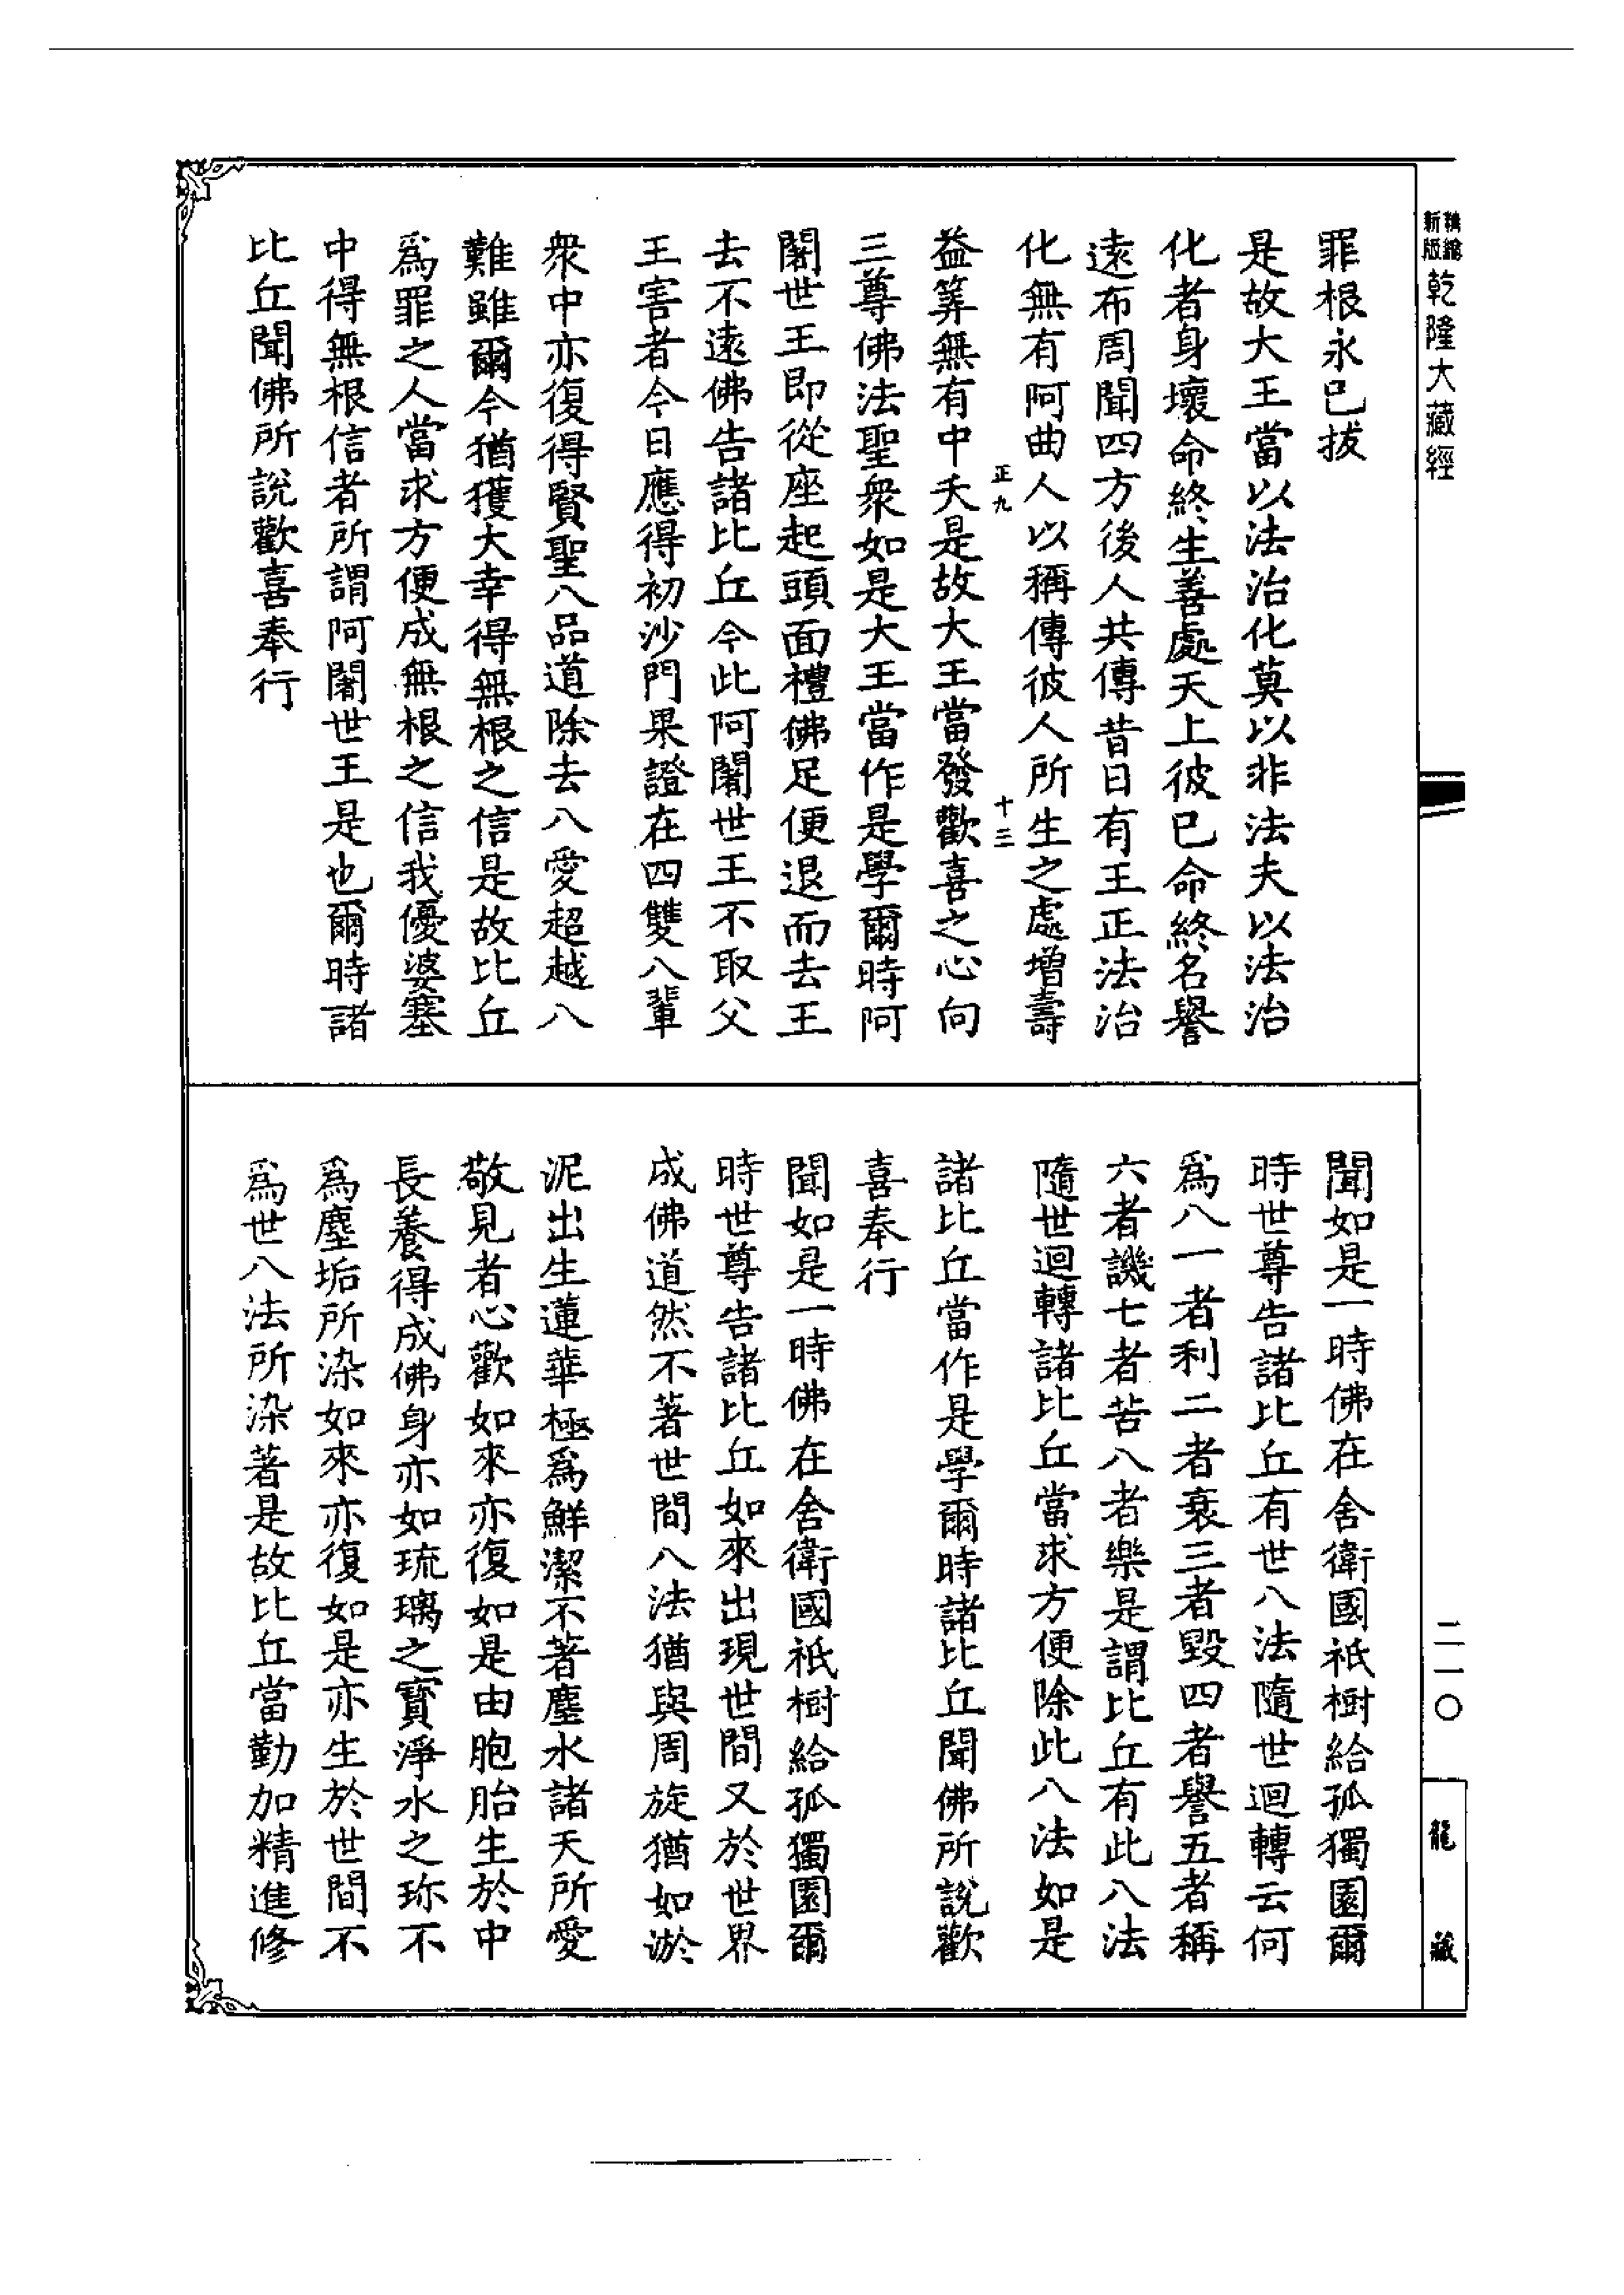 精縮
新版
乾隆大藏經
罪根永已拔
是故大王當以法治化莫以非法夫以法治
化者身壞命終生善處天上彼已命終名譽
遠布周聞四方後人共傳昔日有王正法治
化無有阿曲人以稱傳彼人所生之處增壽
正九
十三
益筭無有中夭是故大王當發歡喜之心向
三尊佛法聖衆如是大王當作是學爾時阿
闍世王即從座起頭面禮佛足便退而去王
去不遠佛告諸比丘今此阿闍世王不取父
王害者今日應得初沙門果證在四雙八輩
衆中亦復得賢聖八品道除去八愛超越八
難雖爾今猶獲大幸得無根之信是故比丘
爲罪之人當求方便成無根之信我優婆塞
中得無根信者所謂阿闍世王是也爾時諸
比丘聞佛所說歡喜奉行
聞如是一時佛在舍衛國祇樹給孤獨園爾
時世尊告諸比丘有世八法隨世迴轉云何
爲八一者利二者衰三者毀四者譽五者稱
六者譏七者苦八者樂是謂比丘有此八法
隨世迴轉諸比丘當求方便除此八法如是
諸比丘當作是學爾時諸比丘聞佛所說歡
喜奉行
聞如是一時佛在舍衛國祇樹給孤獨園爾
時世尊告諸比丘如來出現世間又於世界
成佛道然不著世間八法猶與周旋猶如淤
泥出生蓮華極爲鮮潔不著塵水諸天所愛
敬見者心歡如來亦復如是由胞胎生於中
長養得成佛身亦如琉璃之寶淨水之珎不
爲塵垢所染如來亦復如是亦生於世間不
爲世八法所染著是故比丘當勤加精進修
二一〇
龍藏